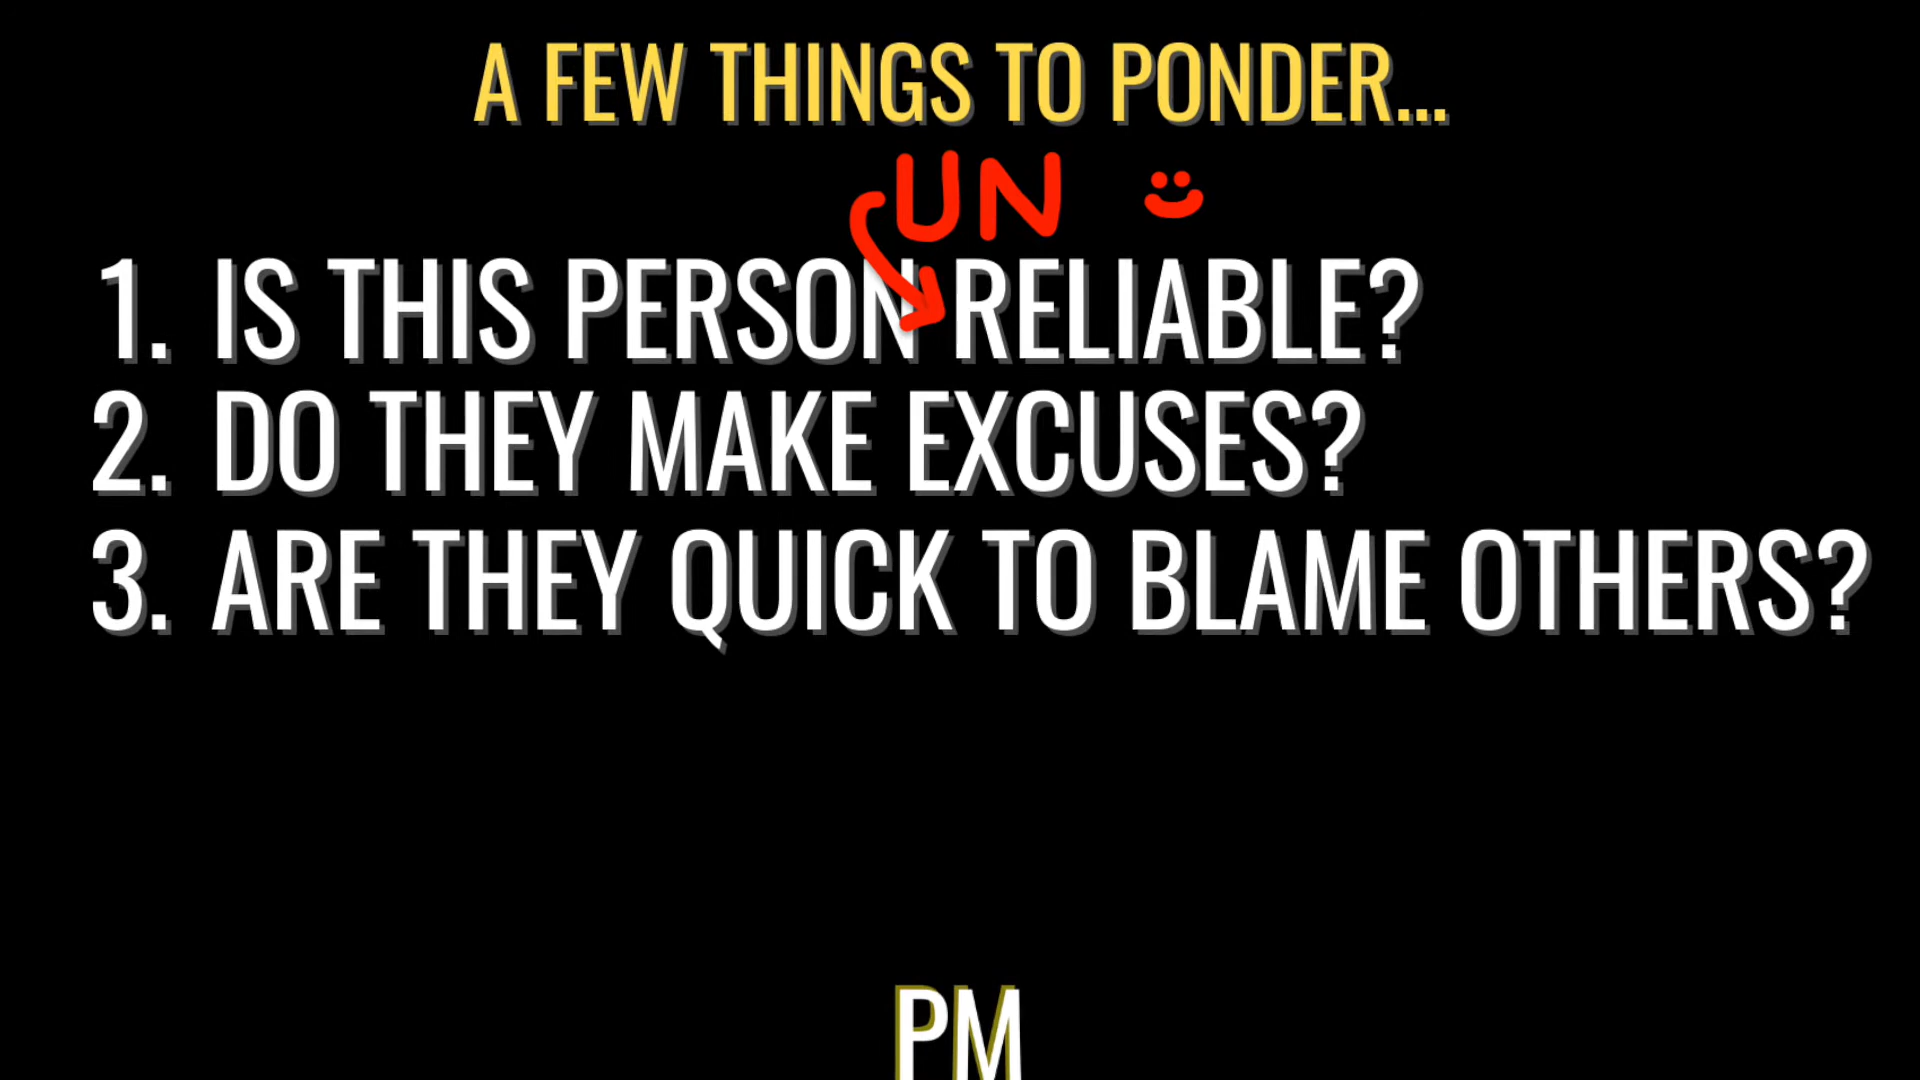 A FEW THINGS TO PONDER...
UN
1. IS THIS PERSON RELIABLE?
2. DO THEY MAKE EXCUSES?
3. ARE THEY QUICK TO BLAME OTHERS?
PM